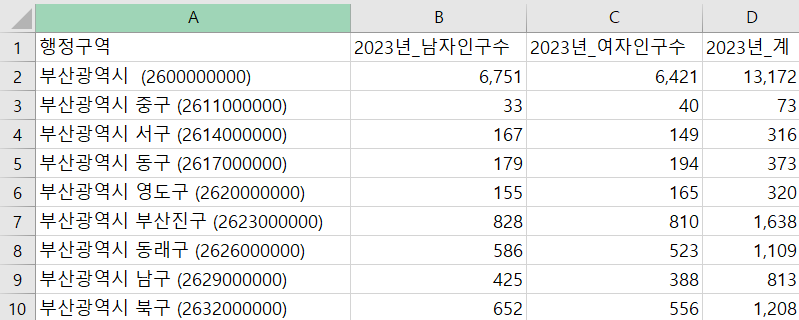 A B C D
1 행정구역 2023년_남자인구수 2023년_여자인구수 2023년_계
2 부산광역시  (2600000000) 6,751 6,421 13,172
3 부산광역시 중구 (2611000000) 33 40 73
4 부산광역시 서구 (2614000000) 167 149 316
5 부산광역시 동구 (2617000000) 179 194 373
6 부산광역시 영도구 (2620000000) 155 165 320
7 부산광역시 부산진구 (2623000000) 828 810 1,638
8 부산광역시 동래구 (2626000000) 586 523 1,109
9 부산광역시 남구 (2629000000) 425 388 813
10 부산광역시 북구 (2632000000) 652 556 1,208